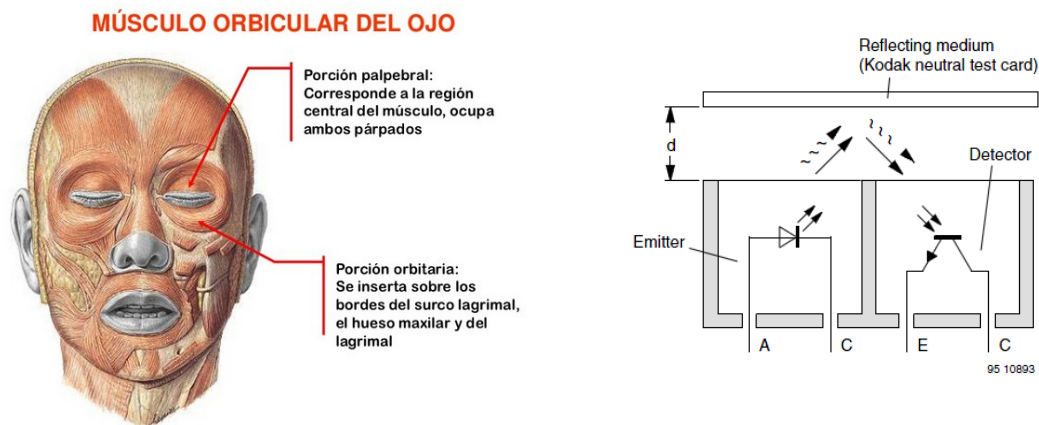 MÚSCULO ORBICULAR DEL OJO
Porción palpebral:
Corresponde a la región
central del músculo, ocupa
ambos párpados
Porción orbitaria:
Se inserta sobre los
bordes del surco lagrimal,
el hueso maxilar y del
lagrimal
Reflecting medium
(Kodak neutral test card)
d
Detector
Emitter
A
C
E
C
95 10893